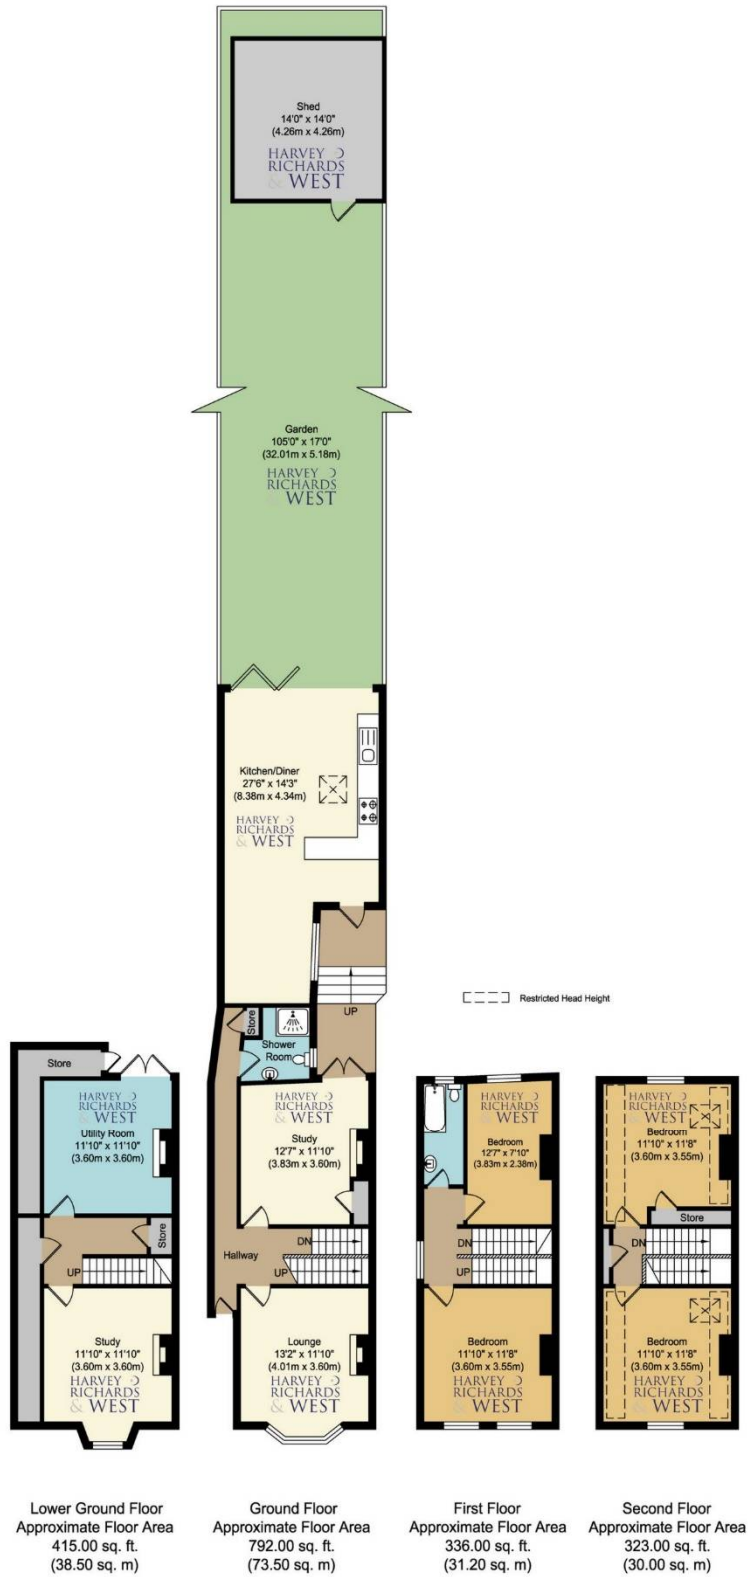 Shed
14'0" x 14'0"
(4.26m x 4.26m)
HARVEY
RICHARDS
& WEST
Garden
105'0" x 17'0"
(32.01m x 5.18m)
HARVEY
RICHARDS
& WEST
Kitchen/Diner
27'6" x 14'3"
(8.38m x 4.34m)
HARVEY
RICHARDS
& WEST
UP
Restricted Head Height
Store
Shower
Room
Store
HARVEY
RICHARDS
& WEST
Utility Room
11'10" x 11'10"
(3.60m x 3.60m)
Store
UP
Study
11'10" x 11'10"
(3.60m x 3.60m)
HARVEY
RICHARDS
& WEST
HARVEY
RICHARDS
& WEST
Study
12'7" x 11'10"
(3.83m x 3.60m)
Hallway
DN
UP
Lounge
13'2" x 11'10"
(4.01m x 3.60m)
HARVEY
RICHARDS
& WEST
HARVEY
RICHARDS
& WEST
Bedroom
12'7" x 7'10"
(3.83m x 2.38m)
DN
UP
Bedroom
11'10" x 11'8"
(3.60m x 3.55m)
HARVEY
RICHARDS
& WEST
HARVEY
RICHARDS
& WEST
Bedroom
11'10" x 11'8"
(3.60m x 3.55m)
Store
DN
Bedroom
11'10" x 11'8"
(3.60m x 3.55m)
HARVEY
RICHARDS
& WEST
Lower Ground Floor
Approximate Floor Area
415.00 sq. ft.
(38.50 sq. m)
Ground Floor
Approximate Floor Area
792.00 sq. ft.
(73.50 sq. m)
First Floor
Approximate Floor Area
336.00 sq. ft.
(31.20 sq. m)
Second Floor
Approximate Floor Area
323.00 sq. ft.
(30.00 sq. m)